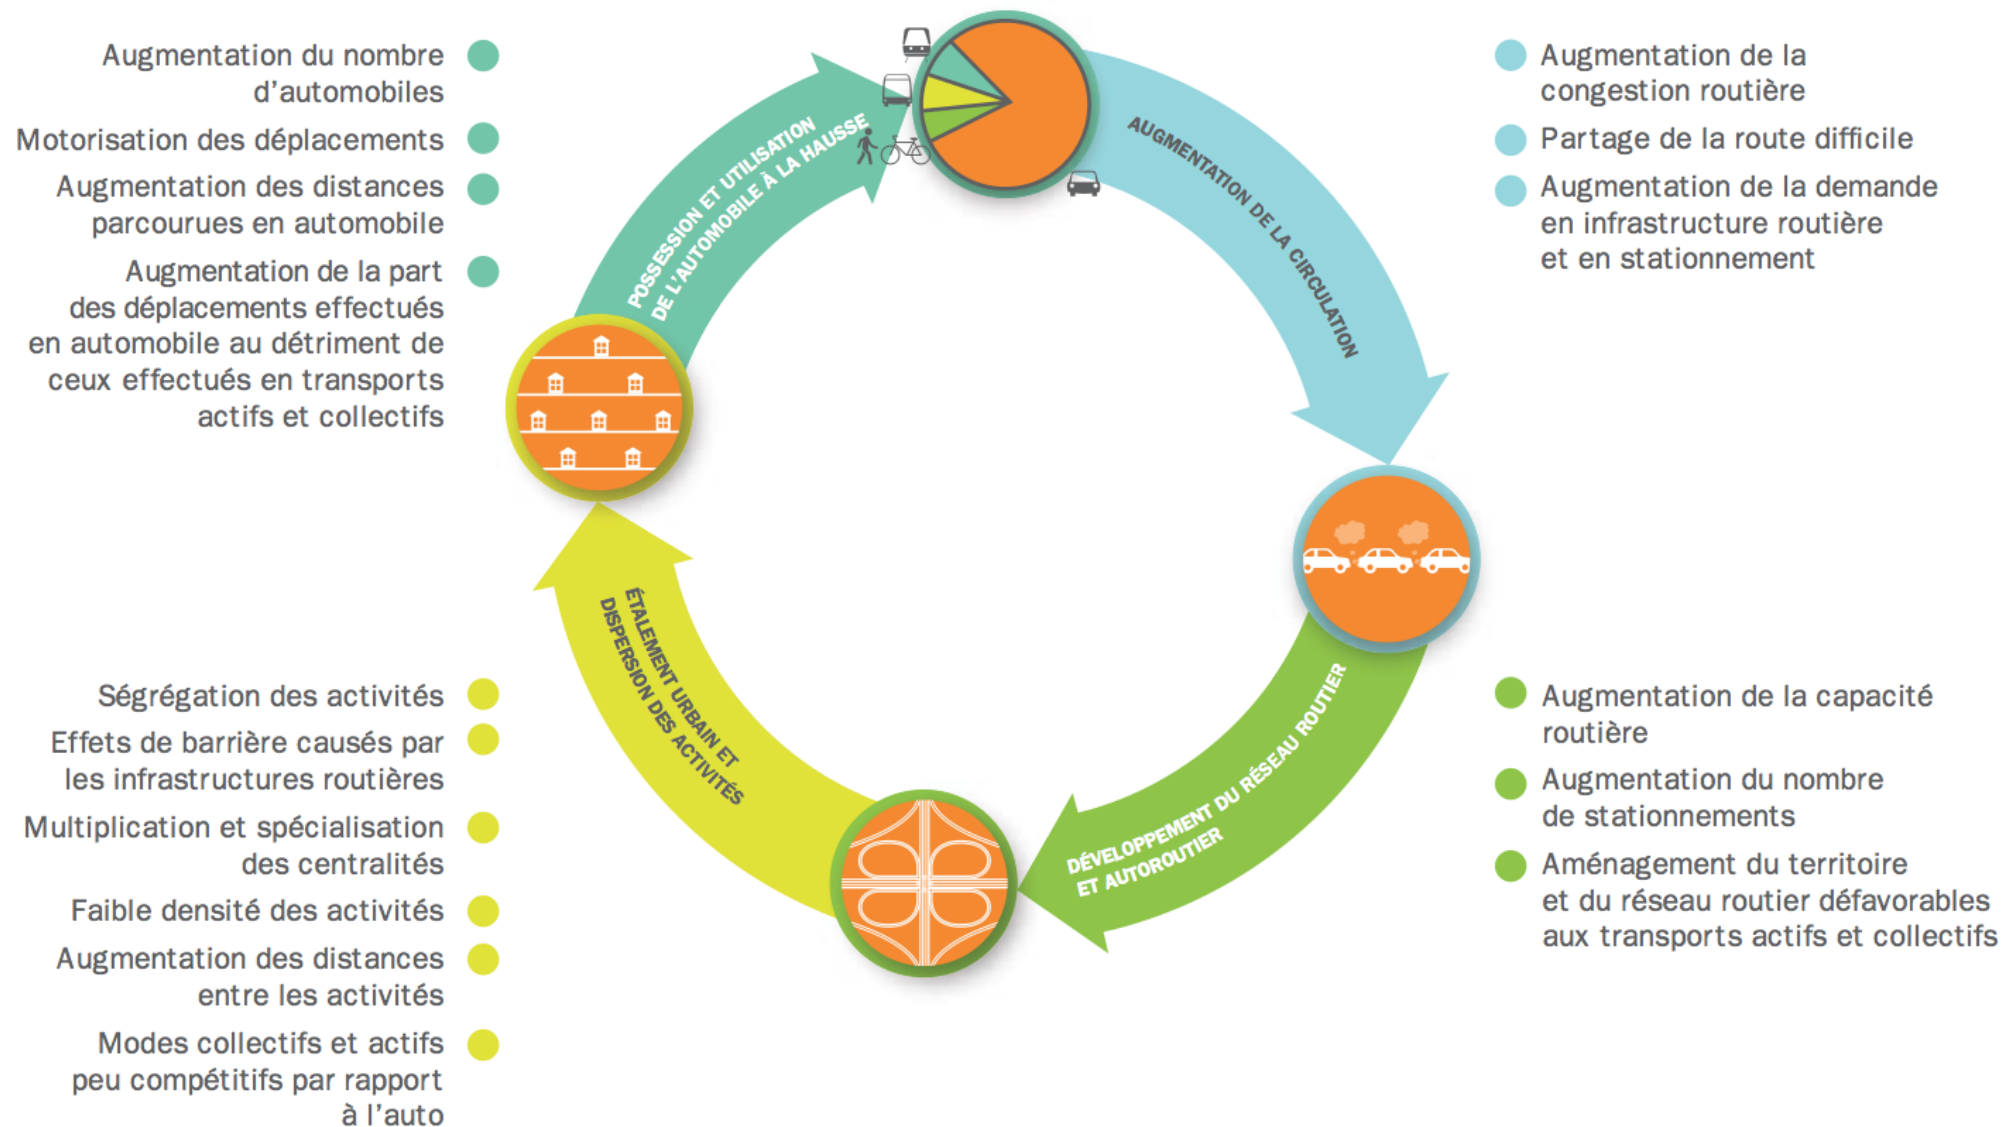 Augmentation du nombre
d'automobiles
Motorisation des déplacements
Augmentation des distances
parcourues en automobile
Augmentation de la part
des déplacements effectués
en automobile au détriment de
ceux effectués en transports
actifs et collectifs
POSSESSION ET UTILISATION
DE L'AUTOMOBILE À LA HAUSSE
AUGMENTATION DE LA CIRCULATION
Augmentation de la
congestion routière
Partage de la route difficile
Augmentation de la demande
en infrastructure routière
et en stationnement
Ségrégation des activités
Effets de barrière causés par
les infrastructures routières
Multiplication et spécialisation
des centralités
Faible densité des activités
Augmentation des distances
entre les activités
Modes collectifs et actifs
peu compétitifs par rapport
à l'auto
ÉTALEMENT URBAIN ET
DISPERSION DES ACTIVITÉS
DÉVELOPPEMENT DU RÉSEAU ROUTIER
ET AUTOROUTIER
Augmentation de la capacité
routière
Augmentation du nombre
de stationnements
Aménagement du territoire
et du réseau routier défavorables
aux transports actifs et collectifs